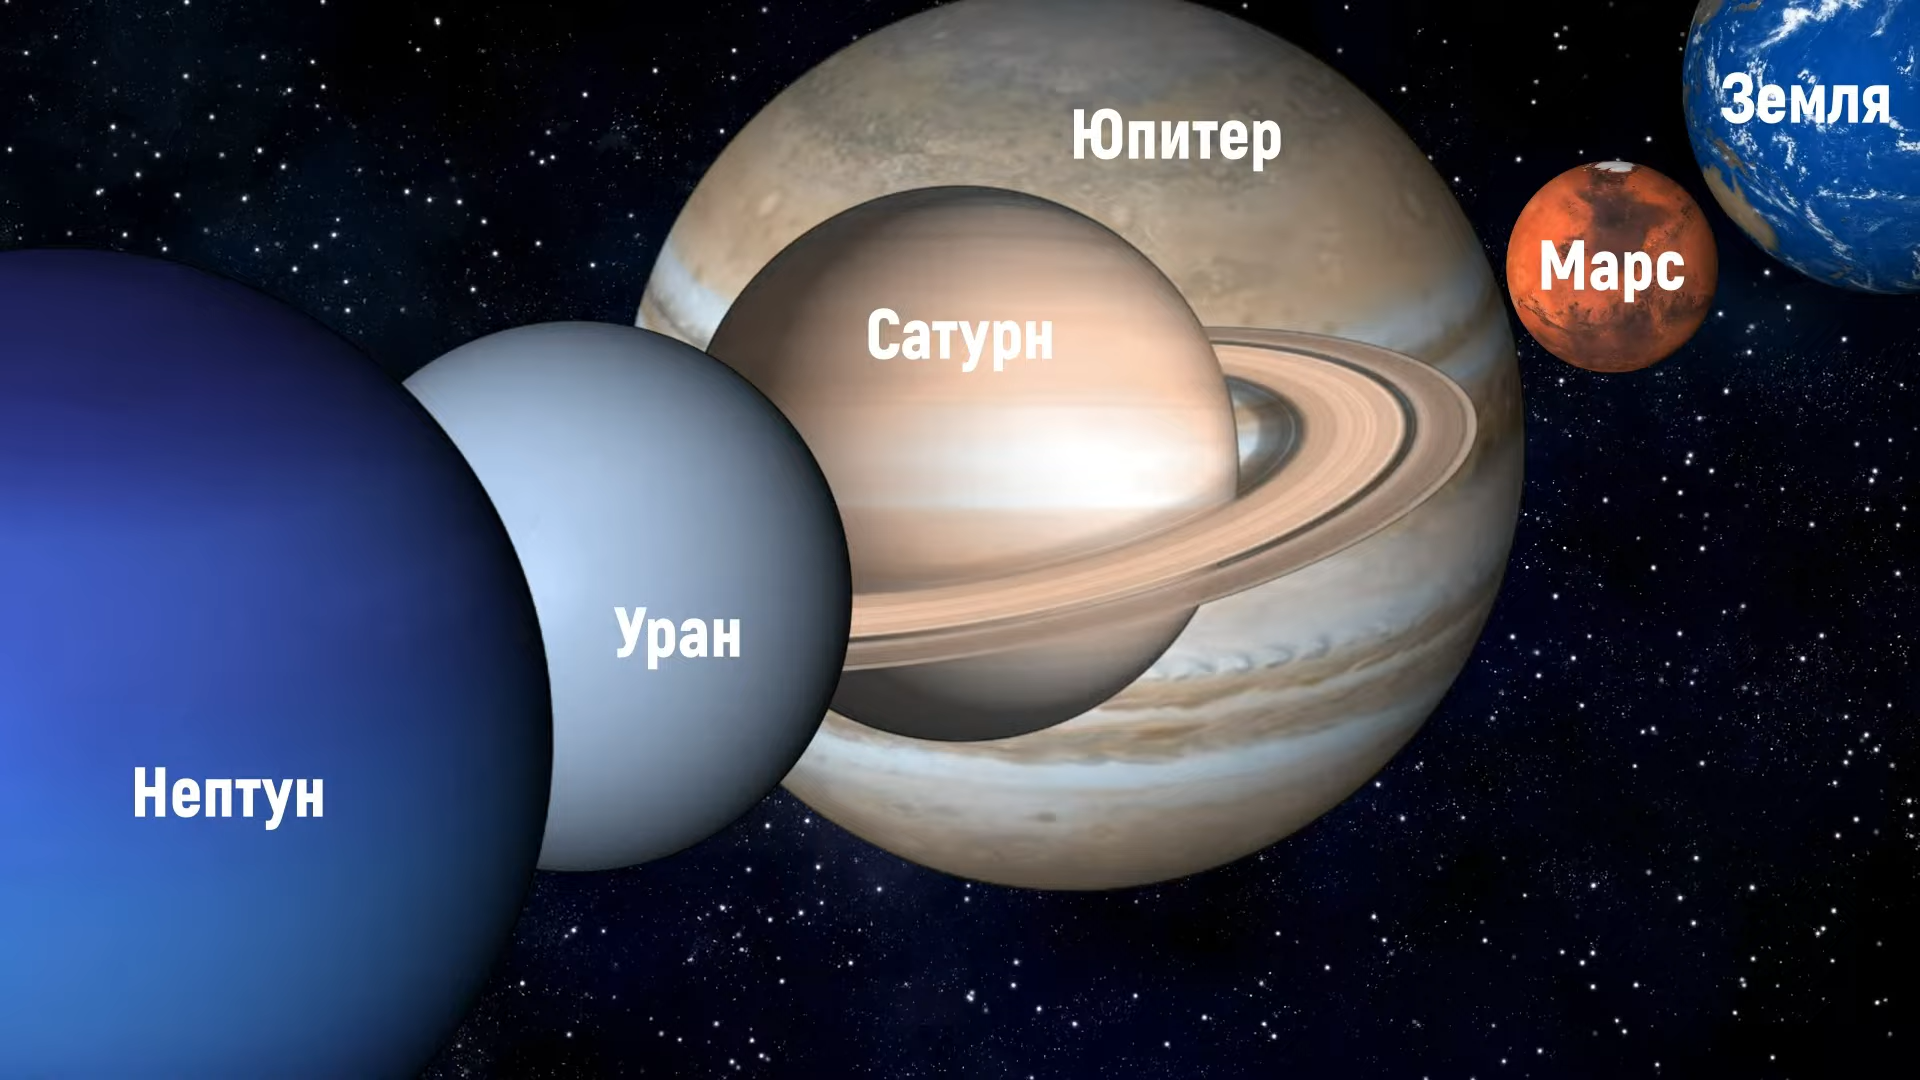 Земля
Юпитер
Марс
Сатурн
Уран
Нептун